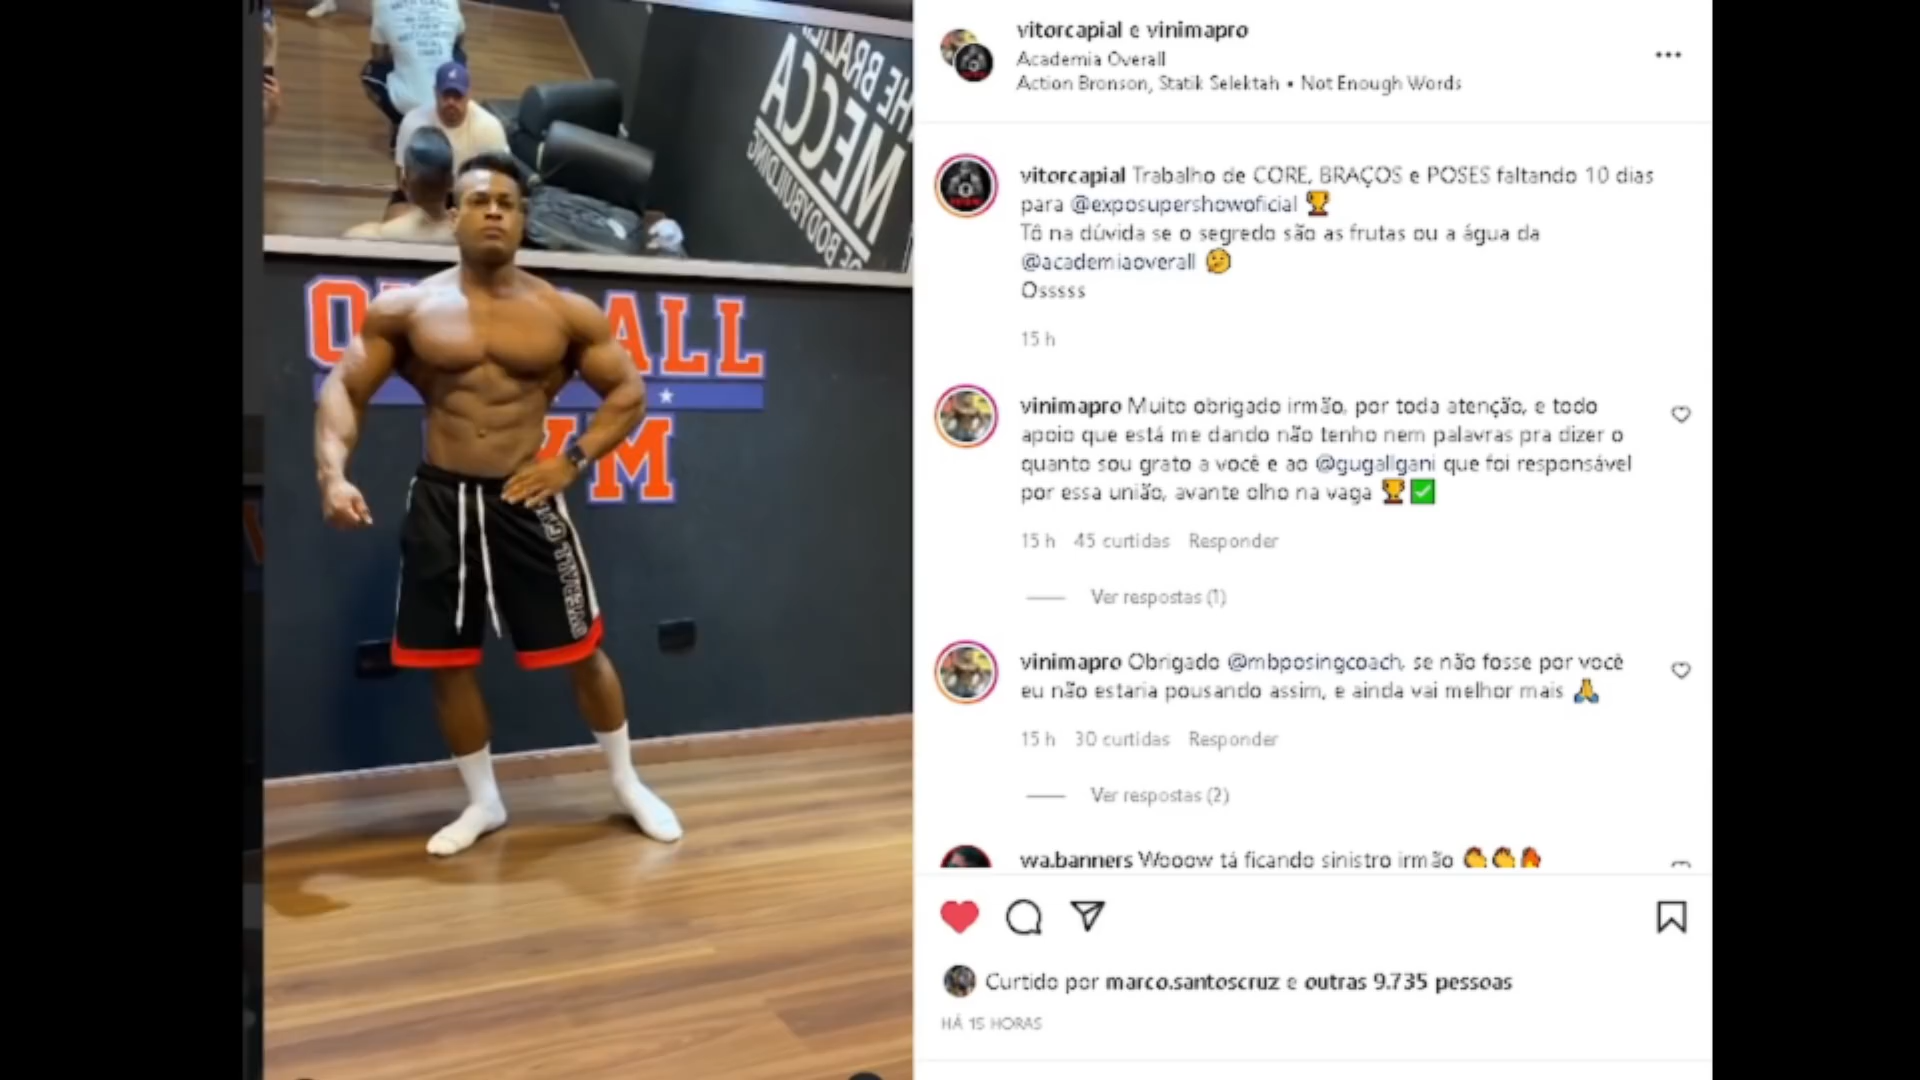 THE BRAZIL
MECCA
BODYBUILDING
ALL
M
OVERALL GYM
vitorcapial e vinimapro
Academia Overall
Action Bronson, Statik Selektah • Not Enough Words
vitorcapial Trabalho de CORE, BRAÇOS e POSES faltando 10 dias
para @exposupershowoficial 🏆
Tô na dúvida se o segredo são as frutas ou a água da
@academiaoverall 🤔
Osssss
15 h
vinimapro Muito obrigado irmão, por toda atenção, e todo
apoio que está me dando não tenho nem palavras pra dizer o
quanto sou grato a você e ao @gugallgani que foi responsável
por essa união, avante olho na vaga 🏆✅
15 h 45 curtidas Responder
Ver respostas (1)
vinimapro Obrigado @mbposingcoach, se não fosse por você
eu não estaria pousando assim, e ainda vai melhor mais 🙏
15 h 30 curtidas Responder
Ver respostas (2)
wa.banners Wooow tá ficando sinistro irmão 👏👏🔥
Curtido por marco.santoscruz e outras 9.735 pessoas
HÁ 15 HORAS